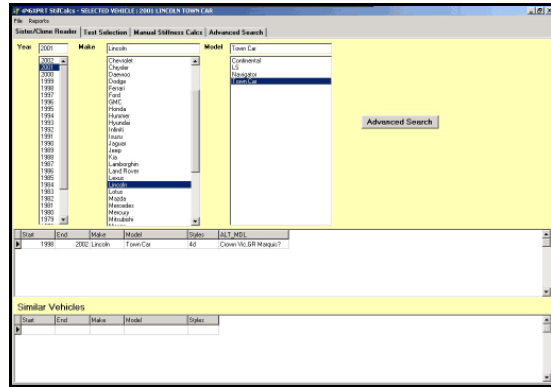 4N6XPRT StifCalcs - SELECTED VEHICLE : 2001 LINCOLN TOWN CAR
File Reports
Sister/Clone Reader Test Selection Manual Stiffness Calcs Advanced Search
Year 2001 Make Lincoln Model Town Car
2002 Chevrolet Continental
2001 Chrysler LS
2000 Daewoo Navigator
1999 Dodge Town Car
1998 Ferrari
1997 Ford
1996 GMC
1995 Honda
1994 Hummer
1993 Hyundai
1992 Infiniti
1991 Isuzu
1990 Jaguar
1989 Jeep
1988 Kia
1987 Lamborghini
1986 Land Rover
1985 Lexus
1984 Lincoln
1983 Lotus
1982 Mazda
1981 Mercedes
1980 Mercury
1979 Mitsubishi
Advanced Search
Start End Make Model Styles ALT_MDL
1998 2002 Lincoln Town Car 4d Crown Vic,GR Marquis?
Similar Vehicles
Start End Make Model Styles